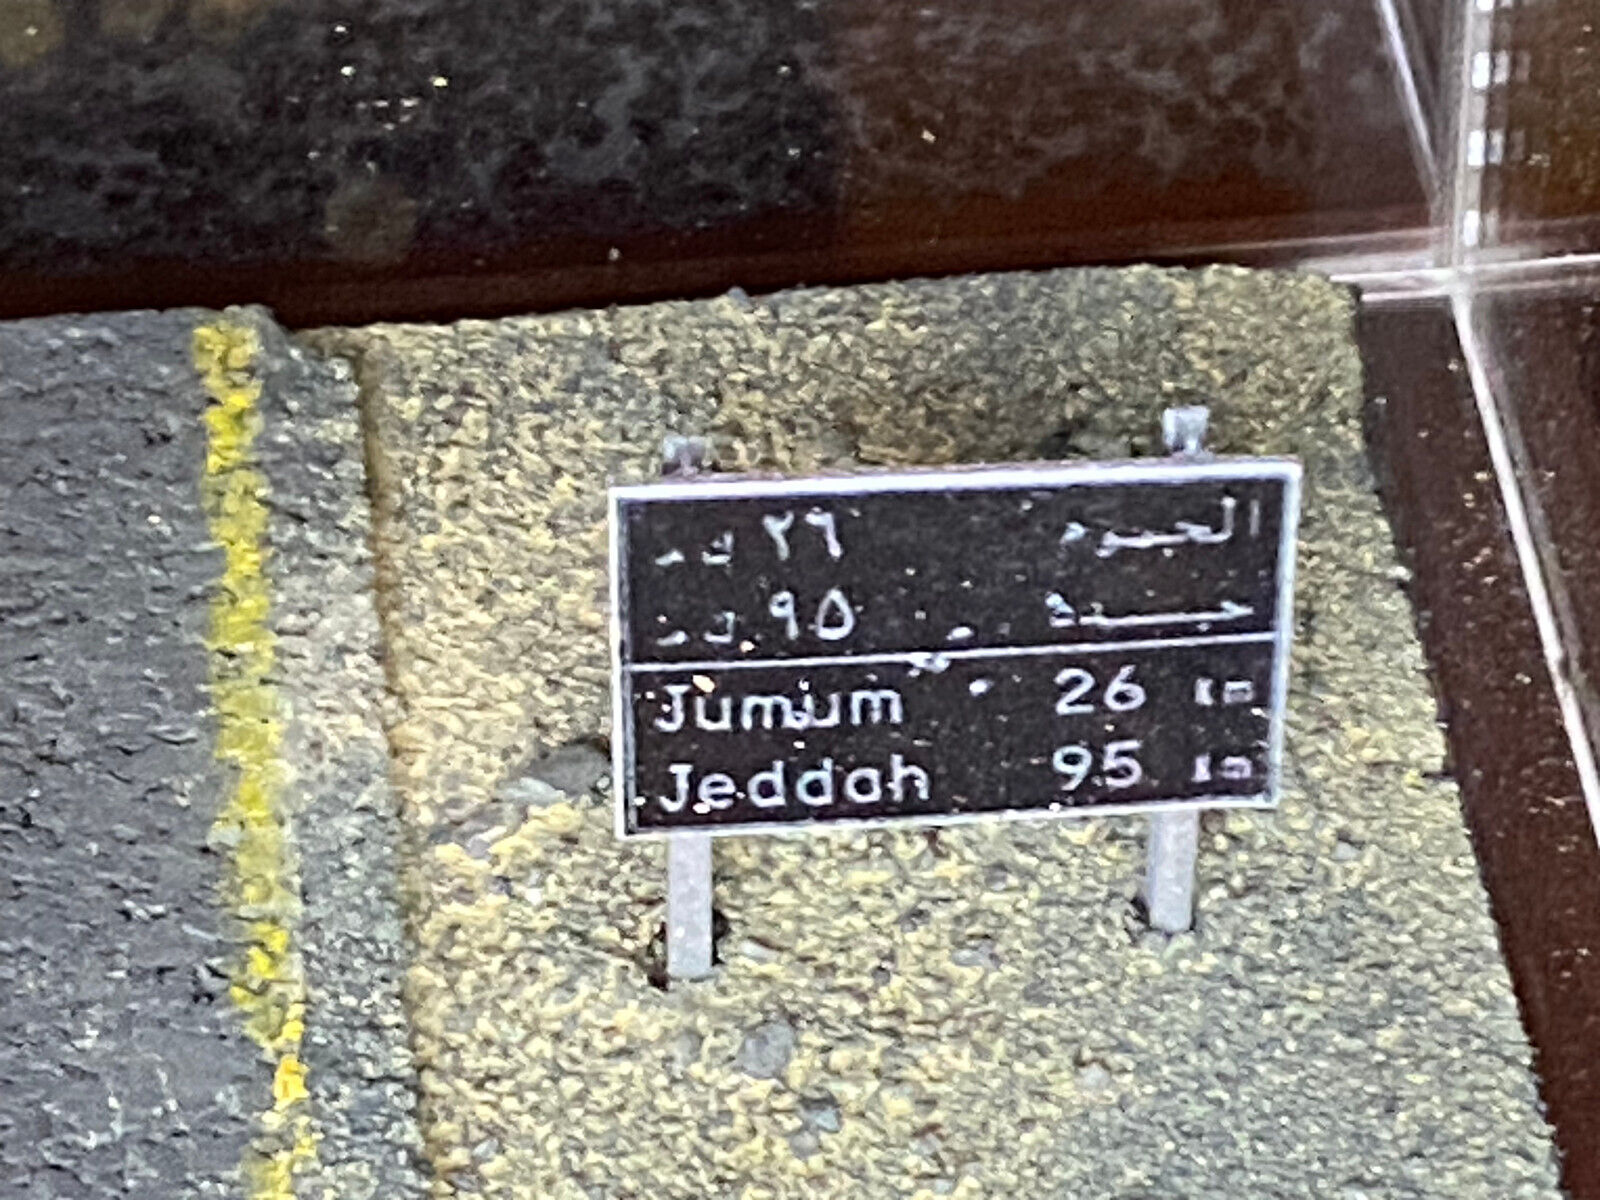 الجموم ٢٦ ك م
جدة ٩٥ ك م
Jumum 26 km
Jeddah 95 km